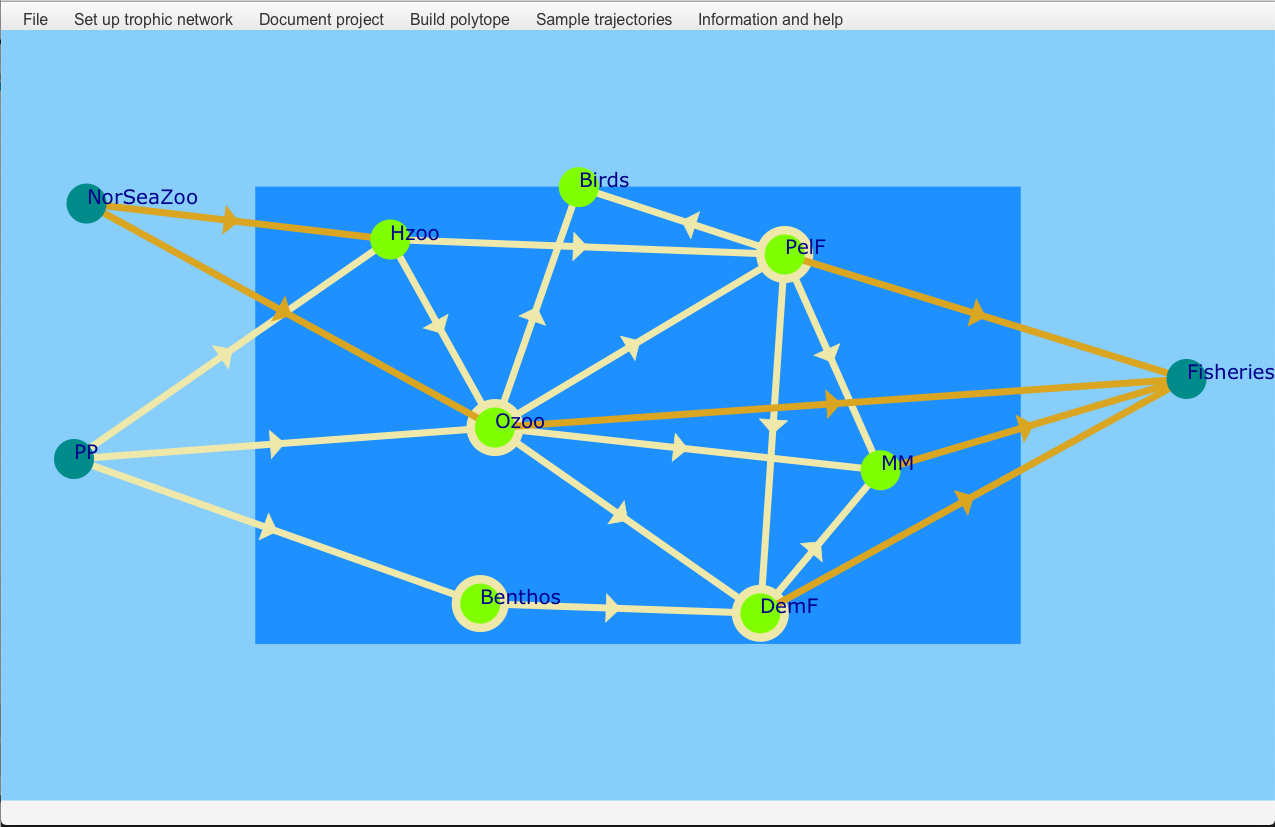 File Set up trophic network Document project Build polytope Sample trajectories Information and help
Birds
NorSeaZoo
Hzoo
PelF
Fisheries
Ozoo
PP
MM
Benthos
DemF